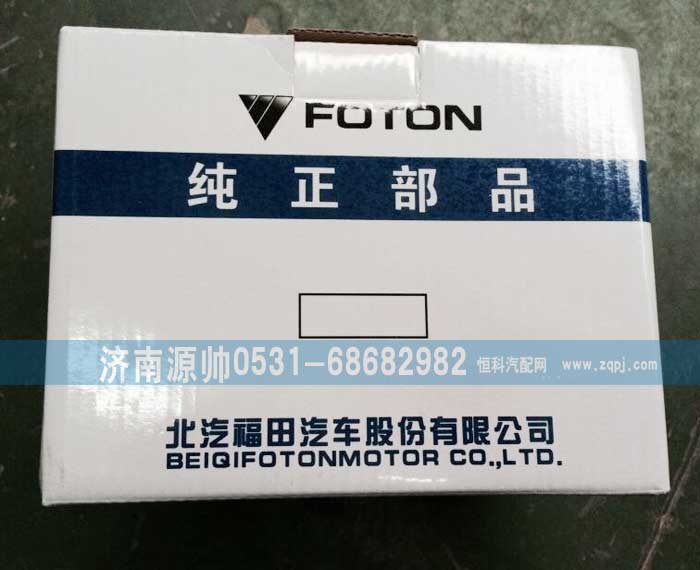 FOTON
纯正部品
济南源帅0531-68682982 恒科汽配网 www.zqpj.com
北汽福田汽车股份有限公司
BEIQIFOTONMOTOR CO.,LTD.